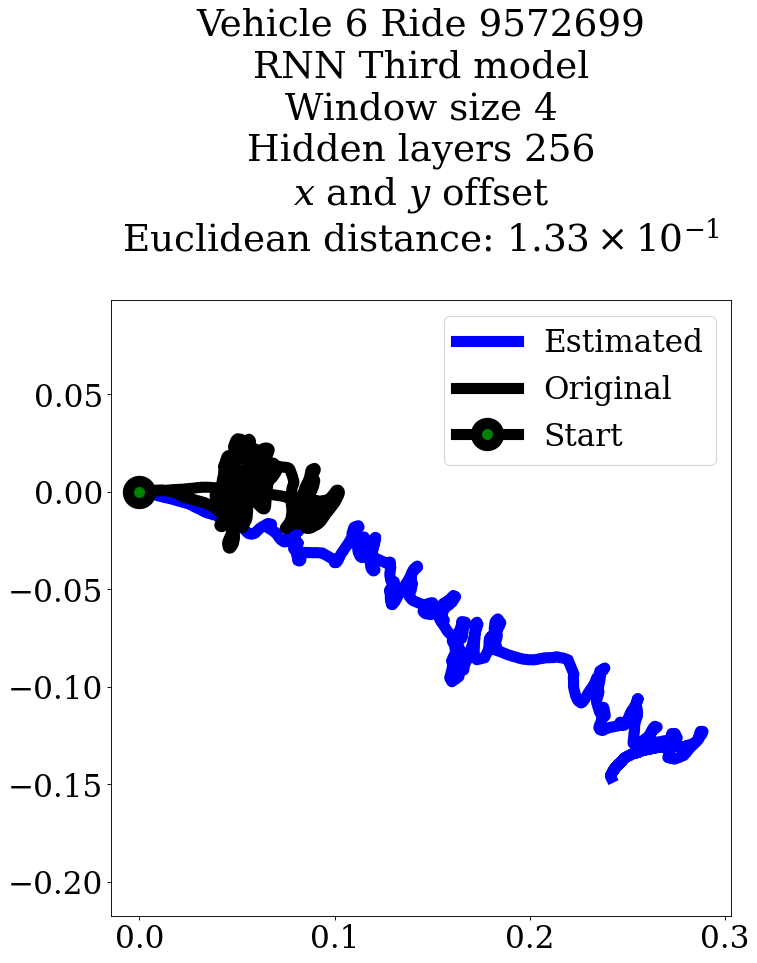 Vehicle 6 Ride 9572699
RNN Third model
Window size 4
Hidden layers 256
x and y offset
Euclidean distance: 1.33 × 10⁻¹
Estimated
Original
Start
0.05
0.00
−0.05
−0.10
−0.15
−0.20
0.0 0.1 0.2 0.3